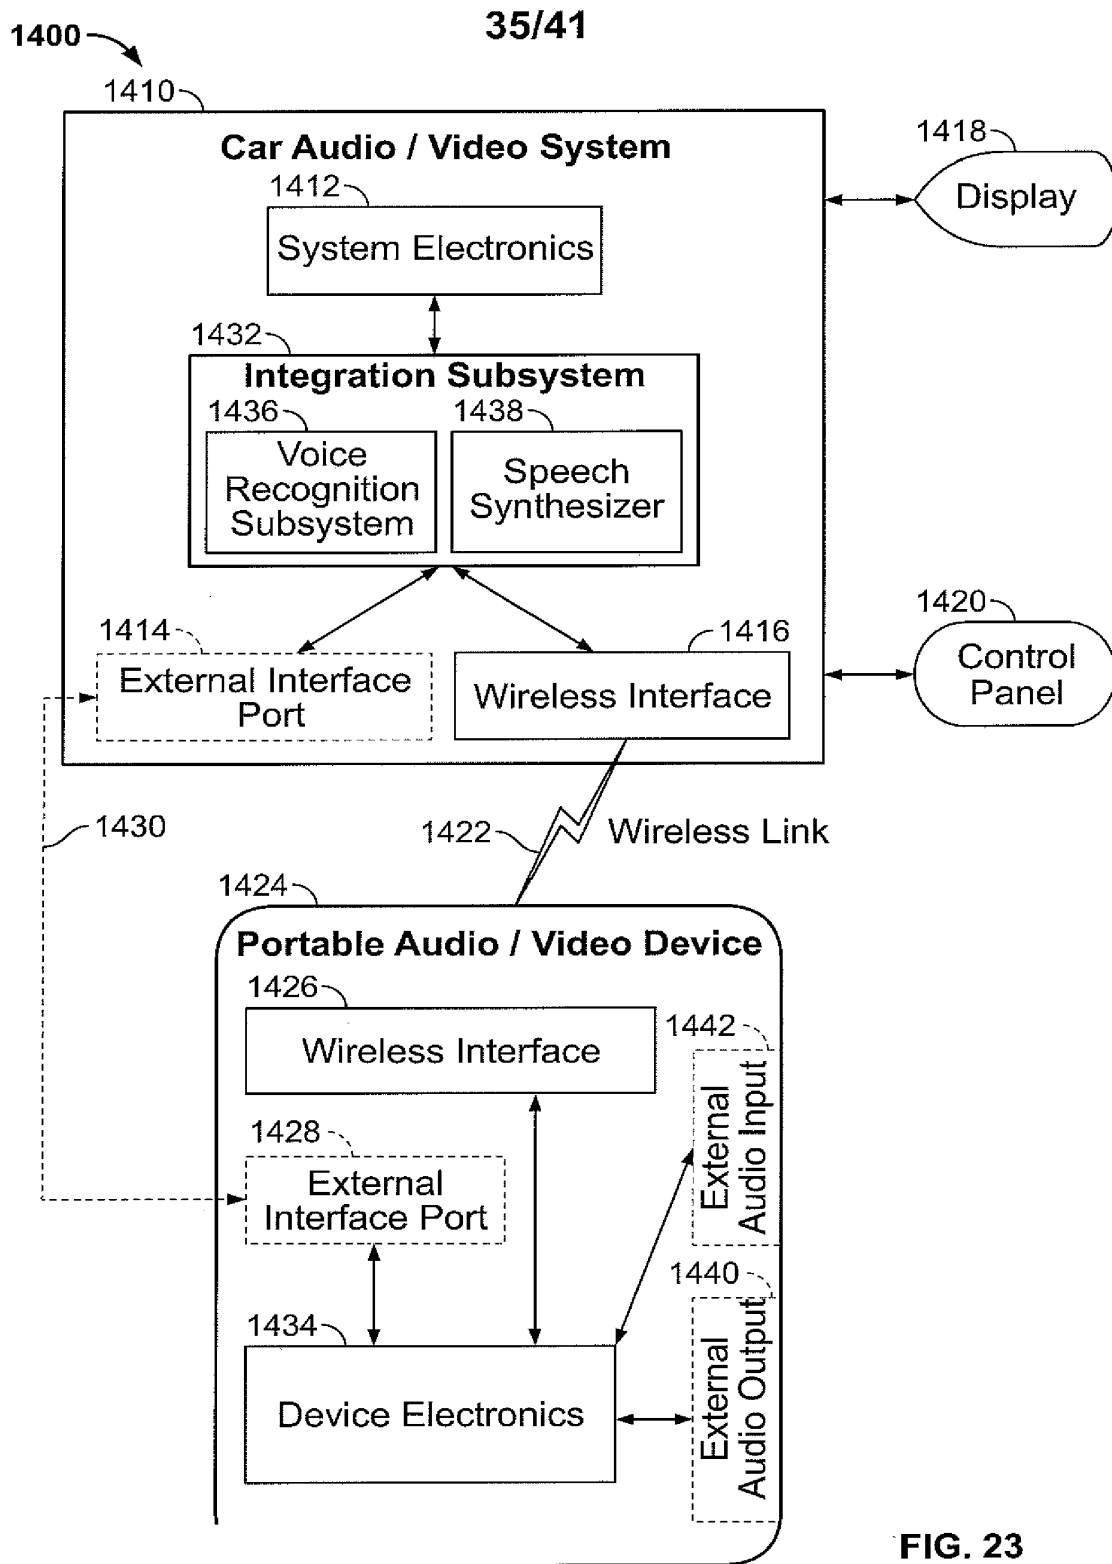 35/41
1400
1410
Car Audio / Video System
1418
Display
1412
System Electronics
1432
Integration Subsystem
1436
Voice
Recognition
Subsystem
1438
Speech
Synthesizer
1414
External Interface
Port
1416
Wireless Interface
1420
Control
Panel
1430
1422
Wireless Link
1424
Portable Audio / Video Device
1426
Wireless Interface
1442
External
Audio Input
1428
External
Interface Port
1440
External
Audio Output
1434
Device Electronics
FIG. 23